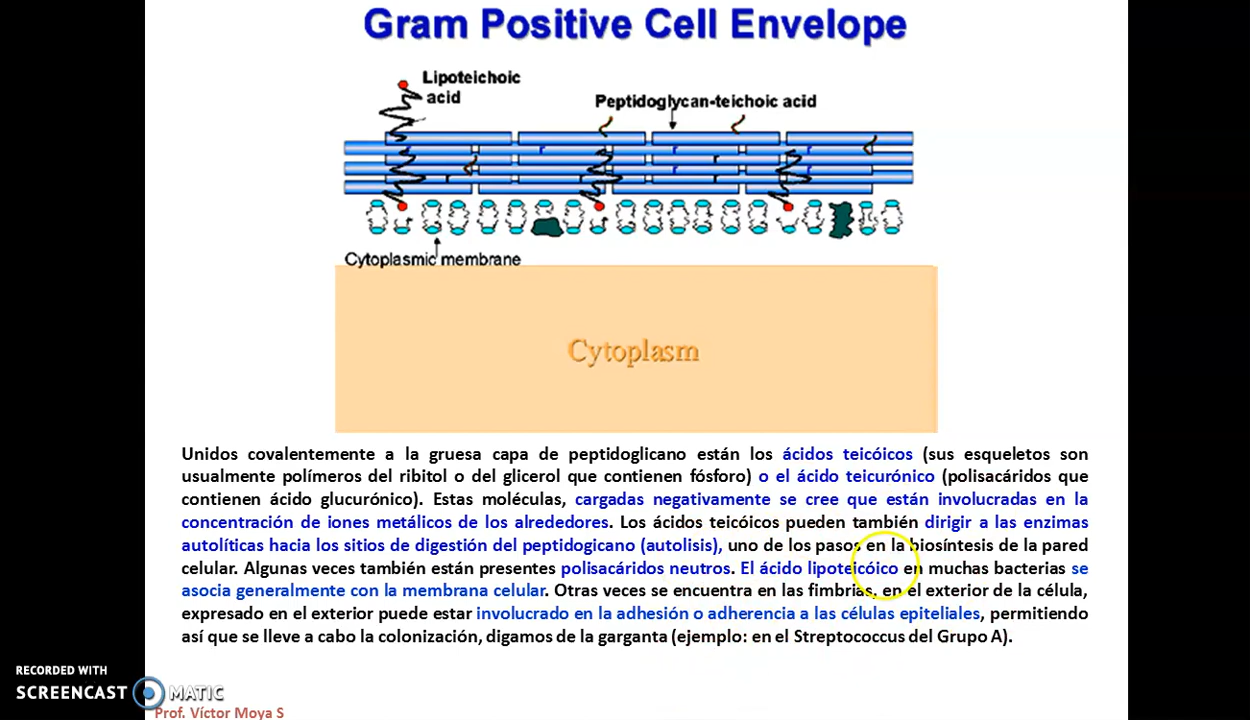 Gram Positive Cell Envelope
Lipoteichoic
acid
Peptidoglycan-teichoic acid
Cytoplasmic membrane
Cytoplasm
Unidos covalentemente a la gruesa capa de peptidoglicano están los ácidos teicóicos (sus esqueletos son
usualmente polímeros del ribitol o del glicerol que contienen fósforo) o el ácido teicurónico (polisacáridos que
contienen ácido glucurónico). Estas moléculas, cargadas negativamente se cree que están involucradas en la
concentración de iones metálicos de los alrededores. Los ácidos teicóicos pueden también dirigir a las enzimas
autolíticas hacia los sitios de digestión del peptidogicano (autolisis), uno de los pasos en la biosíntesis de la pared
celular. Algunas veces también están presentes polisacáridos neutros. El ácido lipoteicóico en muchas bacterias se
asocia generalmente con la membrana celular. Otras veces se encuentra en las fimbrias, en el exterior de la célula,
expresado en el exterior puede estar involucrado en la adhesión o adherencia a las células epiteliales, permitiendo
así que se lleve a cabo la colonización, digamos de la garganta (ejemplo: en el Streptococcus del Grupo A).
RECORDED WITH
SCREENCAST MATIC
Prof. Víctor Moya S